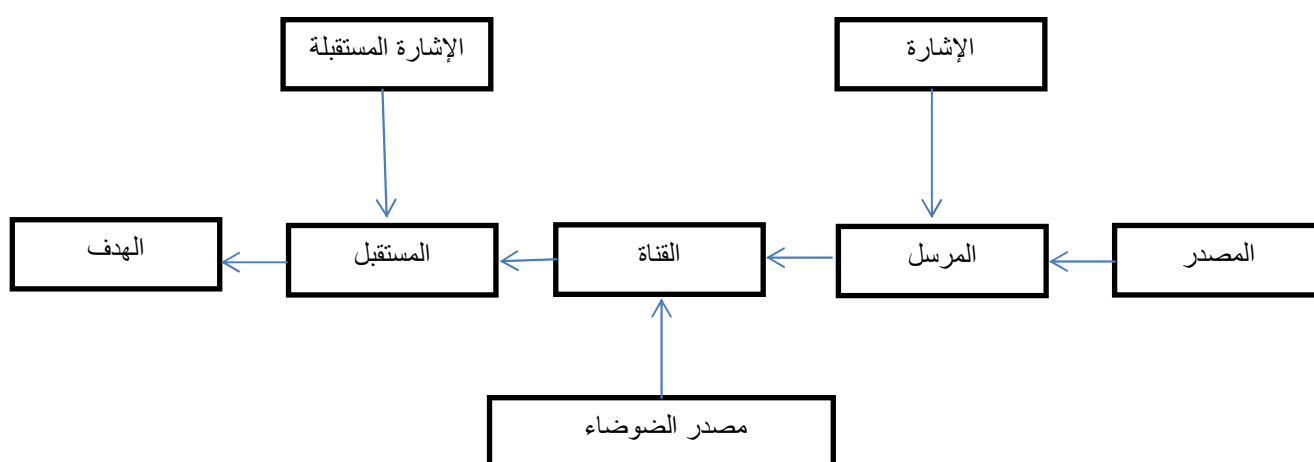 الإشارة
الإشارة المستقبلة
المصدر
المرسل
القناة
المستقبل
الهدف
مصدر الضوضاء